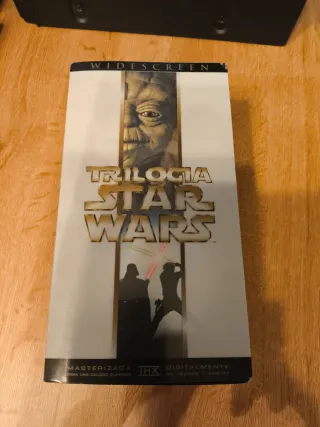 WIDESCREEN
TRILOGIA
STAR
WARS
MASTERIZADA THX DIGITALMENTE